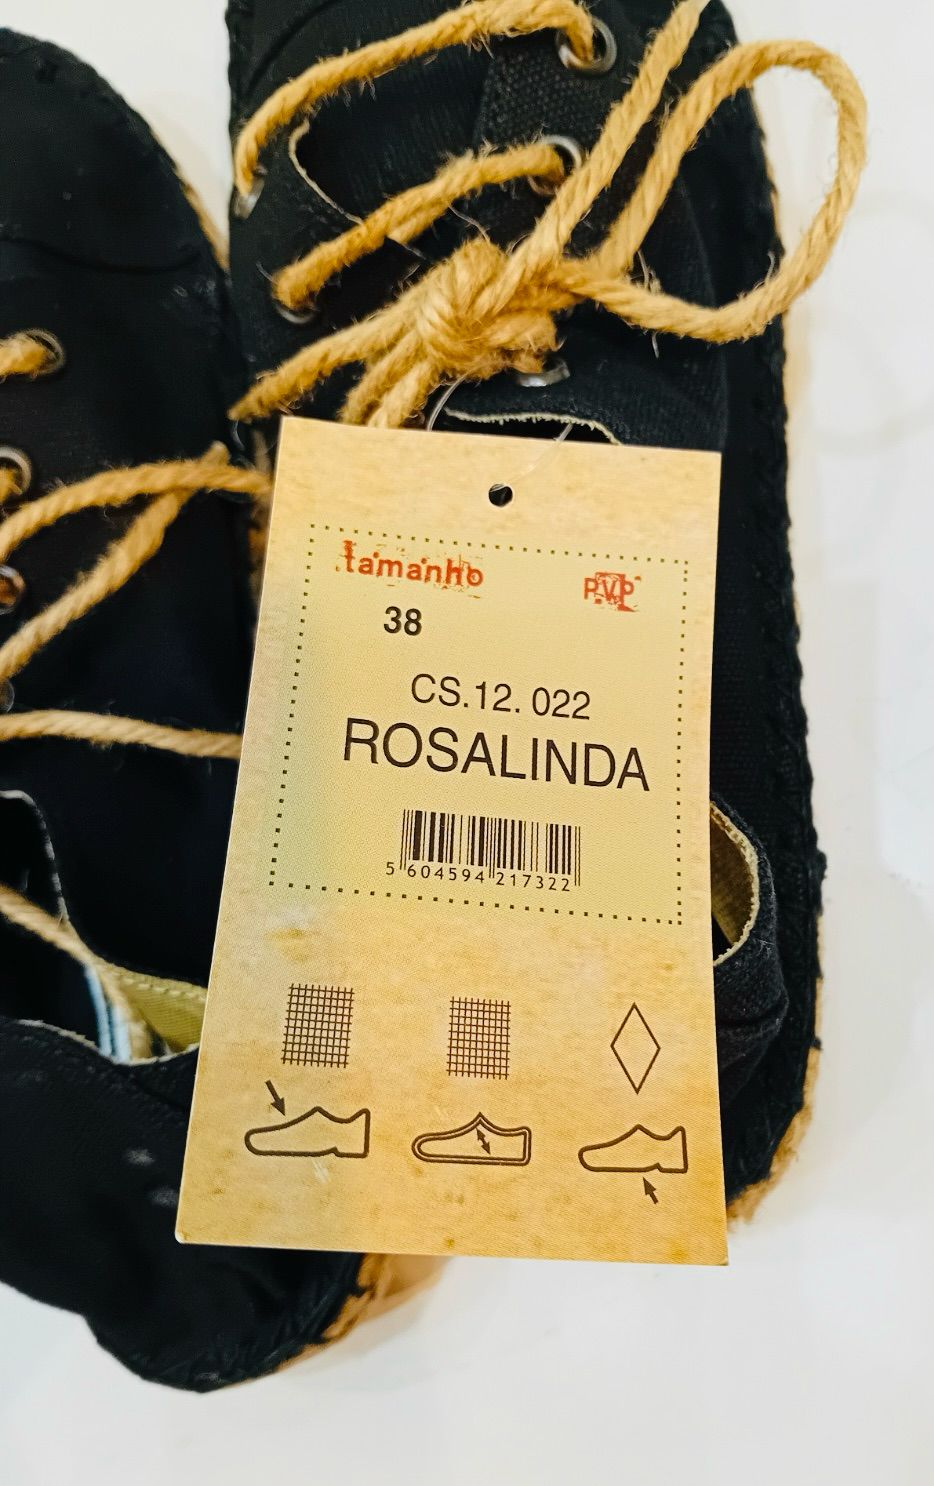 tamanho P.V.P
38
CS.12. 022
ROSALINDA
5 604594 217322